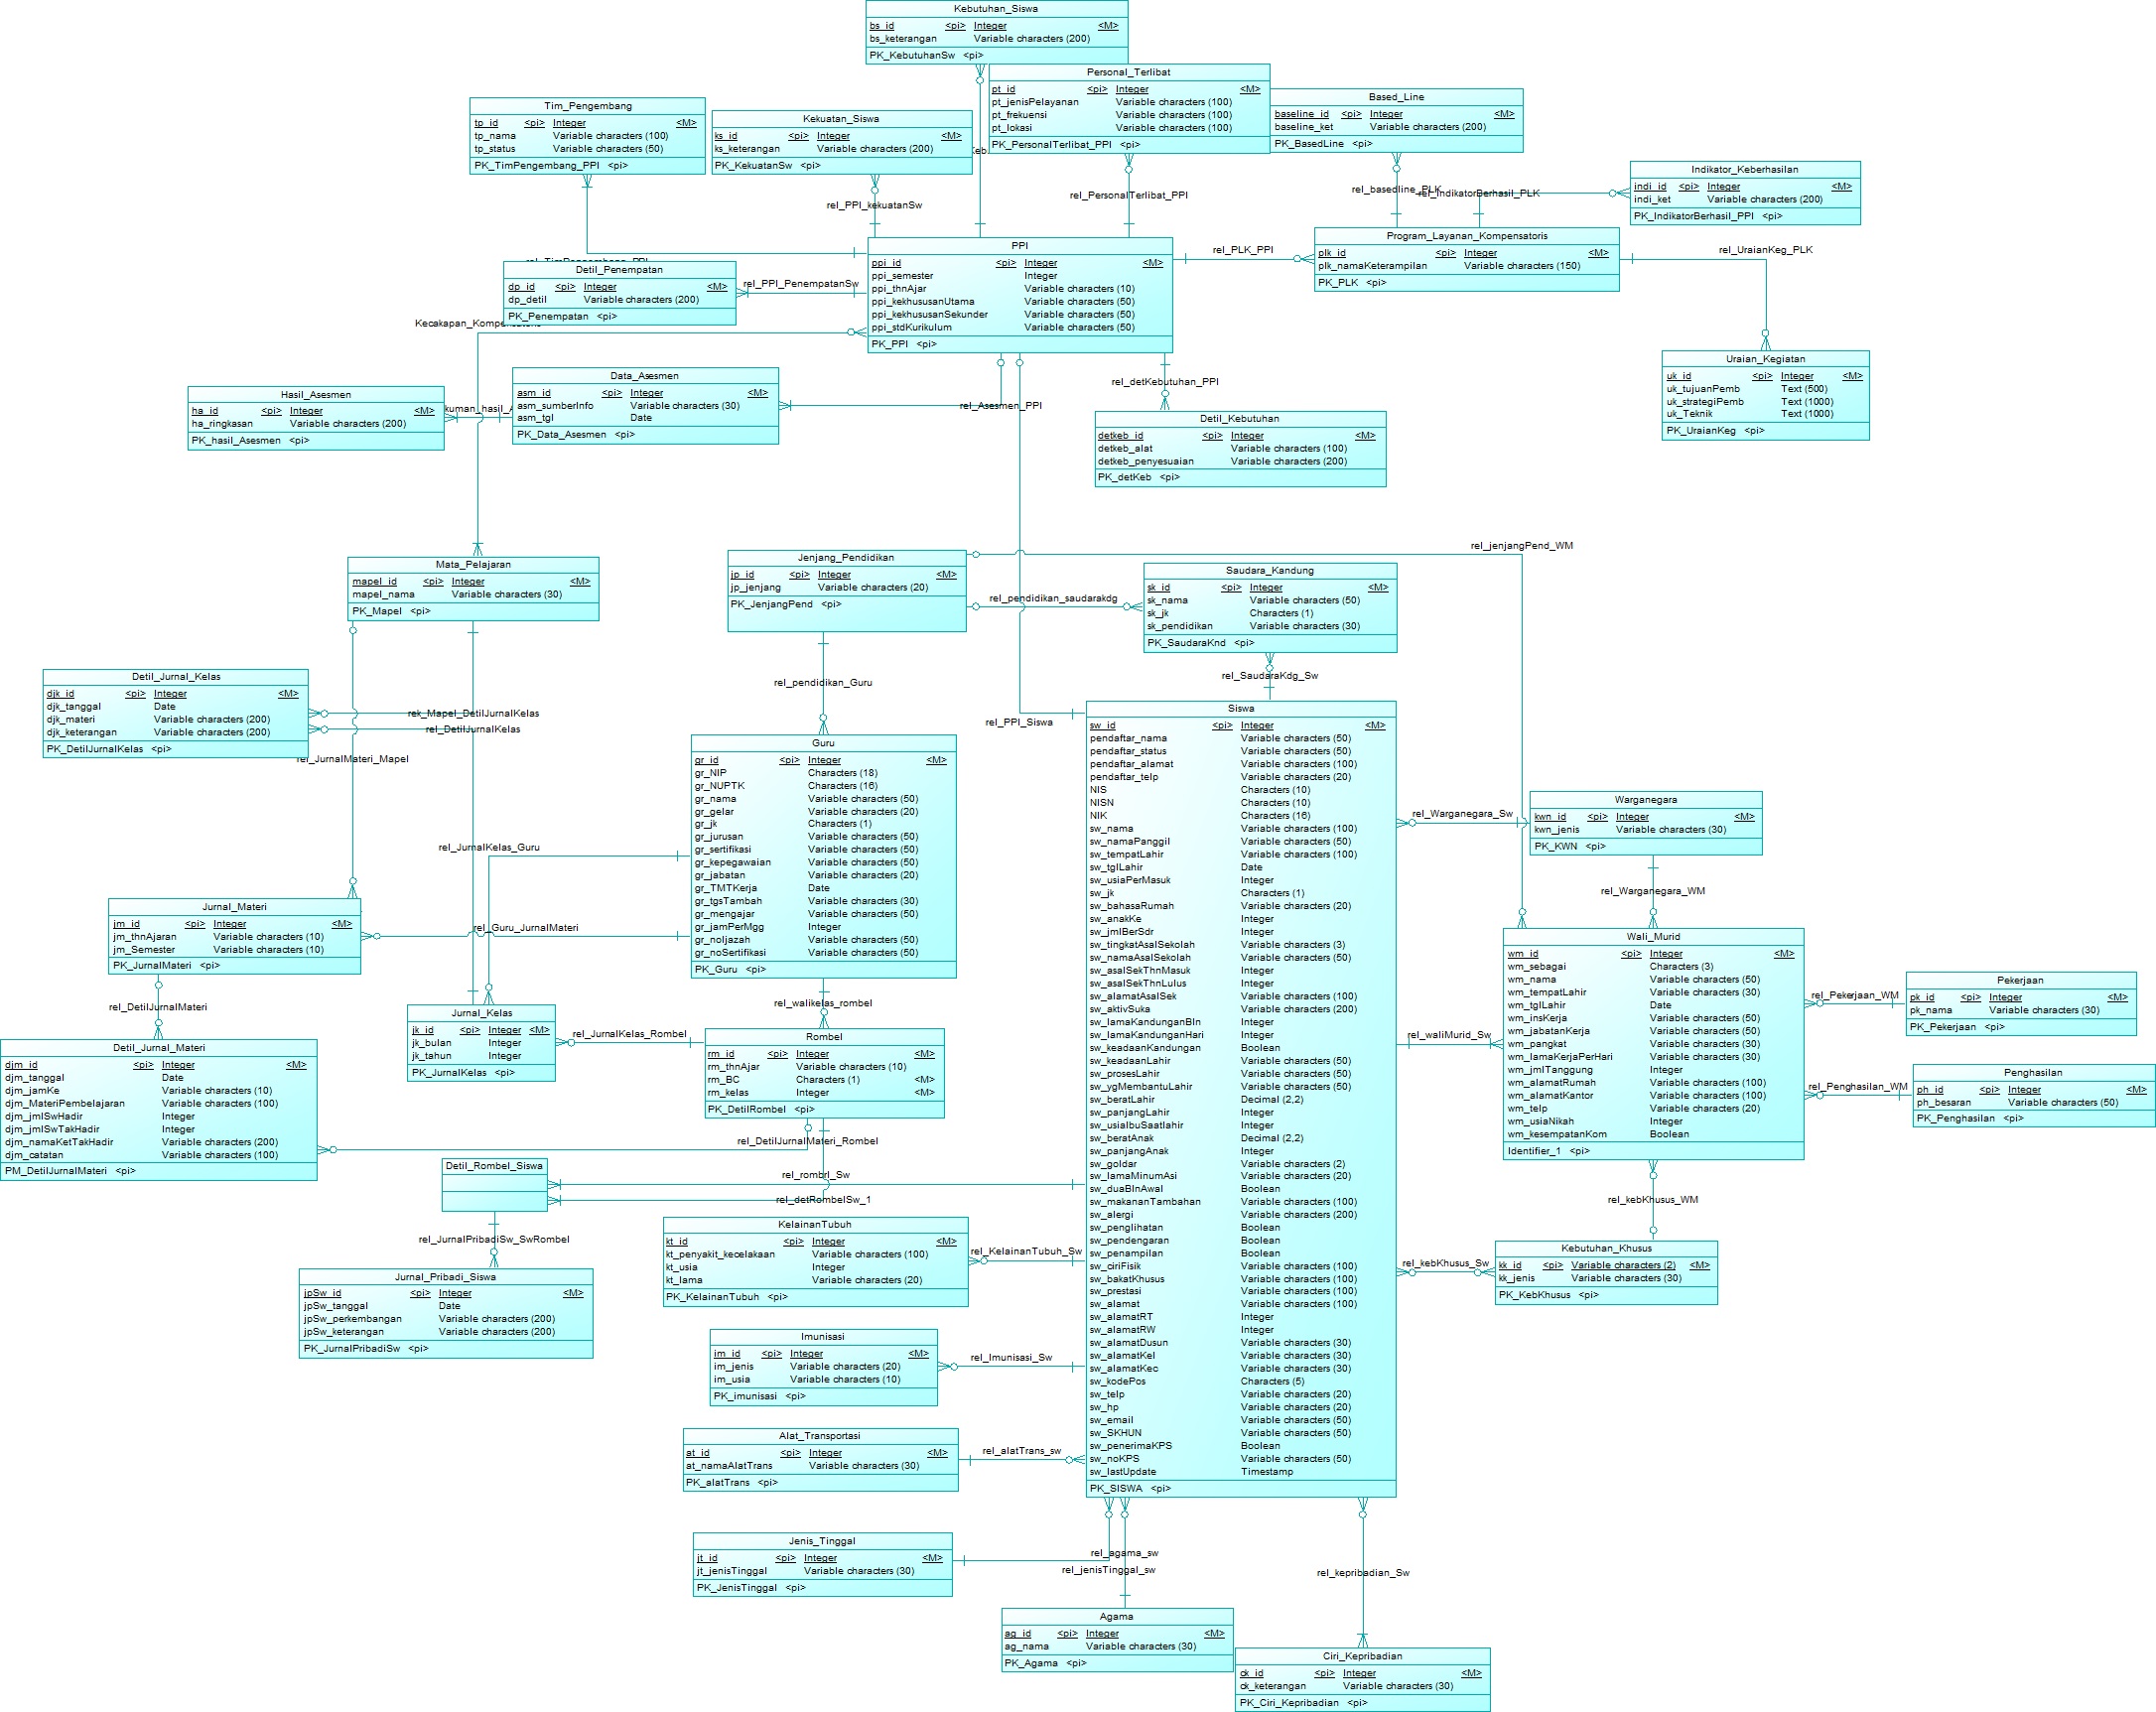 Kebutuhan_Siswa
bs_id <pi> Integer <M>
bs_keterangan Variable characters (200)
PK_KebutuhanSw <pi>
Personal_Terlibat
pt_id <pi> Integer <M>
pt_jenisPelayanan Variable characters (100)
pt_frekuensi Variable characters (100)
pt_lokasi Variable characters (100)
PK_PersonalTerlibat_PPI <pi>
Based_Line
baseline_id <pi> Integer <M>
baseline_ket Variable characters (200)
PK_BasedLine <pi>
Tim_Pengembang
tp_id <pi> Integer <M>
tp_nama Variable characters (100)
tp_status Variable characters (50)
PK_TimPengembang_PPI <pi>
Kekuatan_Siswa
ks_id <pi> Integer <M>
ks_keterangan Variable characters (200)
PK_KekuatanSw <pi>
Indikator_Keberhasilan
indi_id <pi> Integer <M>
indi_ket Variable characters (200)
PK_IndikatorBerhasil_PPI <pi>
rel_PPI_kekuatanSw
rel_PersonalTerlibat_PPI
rel_basedline_PLK
rel_IndikatorBerhasil_PLK
PPI
ppi_id <pi> Integer <M>
ppi_semester Integer
ppi_thnAjar Variable characters (10)
ppi_kekhususanUtama Variable characters (50)
ppi_kekhususanSekunder Variable characters (50)
ppi_stdKurikulum Variable characters (50)
PK_PPI <pi>
rel_PLK_PPI
Program_Layanan_Kompensatoris
plk_id <pi> Integer <M>
plk_namaKeterampilan Variable characters (150)
PK_PLK <pi>
rel_UraianKeg_PLK
Detil_Penempatan
dp_id <pi> Integer <M>
dp_detil Variable characters (200)
PK_Penempatan <pi>
rel_PPI_PenempatanSw
Uraian_Kegiatan
uk_id <pi> Integer <M>
uk_tujuanPemb Text (500)
uk_strategiPemb Text (1000)
uk_Teknik Text (1000)
PK_UraianKeg <pi>
Hasil_Asesmen
ha_id <pi> Integer <M>
ha_ringkasan Variable characters (200)
PK_hasil_Asesmen <pi>
Data_Asesmen
asm_id <pi> Integer <M>
asm_sumberInfo Variable characters (30)
asm_tgl Date
PK_Data_Asesmen <pi>
rel_Asesmen_PPI
rel_detKebutuhan_PPI
Detil_Kebutuhan
detkeb_id <pi> Integer <M>
detkeb_alat Variable characters (100)
detkeb_penyesuaian Variable characters (200)
PK_detKeb <pi>
Mata_Pelajaran
mapel_id <pi> Integer <M>
mapel_nama Variable characters (30)
PK_Mapel <pi>
Jenjang_Pendidikan
jp_id <pi> Integer <M>
jp_jenjang Variable characters (20)
PK_JenjangPend <pi>
rel_jenjangPend_WM
rel_pendidikan_saudarakdg
Saudara_Kandung
sk_id <pi> Integer <M>
sk_nama Variable characters (50)
sk_jk Characters (1)
sk_pendidikan Variable characters (30)
PK_SaudaraKnd <pi>
rel_SaudaraKdg_Sw
rel_pendidikan_Guru
rel_PPI_Siswa
Detil_Jurnal_Kelas
djk_id <pi> Integer <M>
djk_tanggal Date
djk_materi Variable characters (200)
djk_keterangan Variable characters (200)
PK_DetilJurnalKelas <pi>
rek_Mapel_DetilJurnalKelas
rel_DetilJurnalKelas
rel_JurnalMateri_Mapel
Guru
gr_id <pi> Integer <M>
gr_NIP Characters (18)
gr_NUPTK Characters (16)
gr_nama Variable characters (50)
gr_gelar Variable characters (20)
gr_jk Characters (1)
gr_jurusan Variable characters (50)
gr_sertifikasi Variable characters (50)
gr_kepegawaian Variable characters (50)
gr_jabatan Variable characters (20)
gr_TMTKerja Date
gr_tgsTambah Variable characters (30)
gr_mengajar Variable characters (50)
gr_jamPerMgg Integer
gr_noIjazah Variable characters (50)
gr_noSertifikasi Variable characters (50)
PK_Guru <pi>
rel_JurnalKelas_Guru
rel_Guru_JurnalMateri
rel_walikelas_rombel
Siswa
sw_id <pi> Integer <M>
pendaftar_nama Variable characters (50)
pendaftar_status Variable characters (50)
pendaftar_alamat Variable characters (100)
pendaftar_telp Variable characters (20)
NIS Characters (10)
NISN Characters (10)
NIK Characters (16)
sw_nama Variable characters (100)
sw_namaPanggil Variable characters (50)
sw_tempatLahir Variable characters (100)
sw_tglLahir Date
sw_usiaPerMasuk Integer
sw_jk Characters (1)
sw_bahasaRumah Variable characters (20)
sw_anakKe Integer
sw_jmlBerSdr Integer
sw_tingkatAsalSekolah Variable characters (3)
sw_namaAsalSekolah Variable characters (50)
sw_asalSekThnMasuk Integer
sw_asalSekThnLulus Integer
sw_alamatAsalSek Variable characters (100)
sw_aktivSuka Variable characters (200)
sw_lamaKandunganBln Integer
sw_lamaKandunganHari Integer
sw_keadaanKandungan Boolean
sw_keadaanLahir Variable characters (50)
sw_prosesLahir Variable characters (50)
sw_ygMembantuLahir Variable characters (50)
sw_beratLahir Decimal (2,2)
sw_panjangLahir Integer
sw_usiaIbuSaatlahir Integer
sw_beratAnak Decimal (2,2)
sw_panjangAnak Integer
sw_goldar Variable characters (2)
sw_lamaMinumAsi Variable characters (20)
sw_duaBlnAwal Boolean
sw_makananTambahan Variable characters (100)
sw_alergi Variable characters (200)
sw_penglihatan Boolean
sw_pendengaran Boolean
sw_penampilan Boolean
sw_ciriFisik Variable characters (100)
sw_bakatKhusus Variable characters (100)
sw_prestasi Variable characters (100)
sw_alamat Variable characters (100)
sw_alamatRT Integer
sw_alamatRW Integer
sw_alamatDusun Variable characters (30)
sw_alamatKel Variable characters (30)
sw_alamatKec Variable characters (30)
sw_kodePos Characters (5)
sw_telp Variable characters (20)
sw_hp Variable characters (20)
sw_email Variable characters (50)
sw_SKHUN Variable characters (50)
sw_penerimaKPS Boolean
sw_noKPS Variable characters (50)
sw_lastUpdate Timestamp
PK_SISWA <pi>
rel_Warganegara_Sw
Warganegara
kwn_id <pi> Integer <M>
kwn_jenis Variable characters (30)
PK_KWN <pi>
rel_Warganegara_WM
Wali_Murid
wm_id <pi> Integer <M>
wm_sebagai Characters (3)
wm_nama Variable characters (50)
wm_tempatLahir Variable characters (30)
wm_tglLahir Date
wm_insKerja Variable characters (50)
wm_jabatanKerja Variable characters (50)
wm_pangkat Variable characters (30)
wm_lamaKerjaPerHari Variable characters (30)
wm_jmlTanggung Integer
wm_alamatRumah Variable characters (100)
wm_alamatKantor Variable characters (100)
wm_telp Variable characters (20)
wm_usiaNikah Integer
wm_kesempatanKom Boolean
Identifier_1 <pi>
rel_waliMurid_Sw
rel_Pekerjaan_WM
Pekerjaan
pk_id <pi> Integer <M>
pk_nama Variable characters (30)
PK_Pekerjaan <pi>
rel_Penghasilan_WM
Penghasilan
ph_id <pi> Integer <M>
ph_besaran Variable characters (50)
PK_Penghasilan <pi>
rel_kebKhusus_WM
rel_kebKhusus_Sw
Kebutuhan_Khusus
kk_id <pi> Variable characters (2) <M>
kk_jenis Variable characters (30)
PK_KebKhusus <pi>
Jurnal_Materi
jm_id <pi> Integer <M>
jm_thnAjaran Variable characters (10)
jm_Semester Variable characters (10)
PK_JurnalMateri <pi>
rel_DetilJurnalMateri
Jurnal_Kelas
jk_id <pi> Integer <M>
jk_bulan Integer
jk_tahun Integer
PK_JurnalKelas <pi>
rel_JurnalKelas_Rombel
Rombel
rm_id <pi> Integer <M>
rm_thnAjar Variable characters (10)
rm_BC Characters (1) <M>
rm_kelas Integer <M>
PK_DetilRombel <pi>
Detil_Jurnal_Materi
djm_id <pi> Integer <M>
djm_tanggal Date
djm_jamKe Variable characters (10)
djm_MateriPembelajaran Variable characters (100)
djm_jmlSwHadir Integer
djm_jmlSwTakHadir Integer
djm_namaKetTakHadir Variable characters (200)
djm_catatan Variable characters (100)
PM_DetilJurnalMateri <pi>
rel_DetilJurnalMateri_Rombel
Detil_Rombel_Siswa
rel_rombrl_Sw
rel_detRombelSw_1
rel_JurnalPribadiSw_SwRombel
Jurnal_Pribadi_Siswa
jpSw_id <pi> Integer <M>
jpSw_tanggal Date
jpSw_perkembangan Variable characters (200)
jpSw_keterangan Variable characters (200)
PK_JurnalPribadiSw <pi>
KelainanTubuh
kt_id <pi> Integer <M>
kt_penyakit_kecelakaan Variable characters (100)
kt_usia Integer
kt_lama Variable characters (20)
PK_KelainanTubuh <pi>
rel_KelainanTubuh_Sw
Imunisasi
im_id <pi> Integer <M>
im_jenis Variable characters (20)
im_usia Variable characters (10)
PK_imunisasi <pi>
rel_Imunisasi_Sw
Alat_Transportasi
at_id <pi> Integer <M>
at_namaAlatTrans Variable characters (30)
PK_alatTrans <pi>
rel_alatTrans_sw
Jenis_Tinggal
jt_id <pi> Integer <M>
jt_jenisTinggal Variable characters (30)
PK_JenisTinggal <pi>
rel_agama_sw
rel_jenisTinggal_sw
rel_kepribadian_Sw
Agama
ag_id <pi> Integer <M>
ag_nama Variable characters (30)
PK_Agama <pi>
Ciri_Kepribadian
ck_id <pi> Integer <M>
ck_keterangan Variable characters (30)
PK_Ciri_Kepribadian <pi>